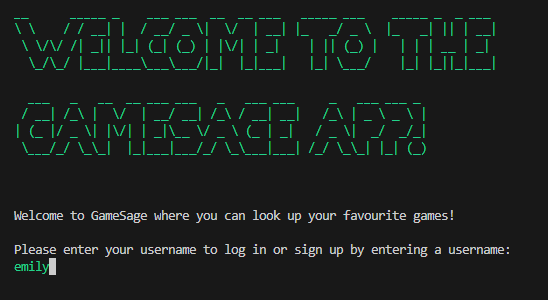 WELCOME TO THE
GAMESAGE APP!
Welcome to GameSage where you can look up your favourite games!
Please enter your username to log in or sign up by entering a username:
emily